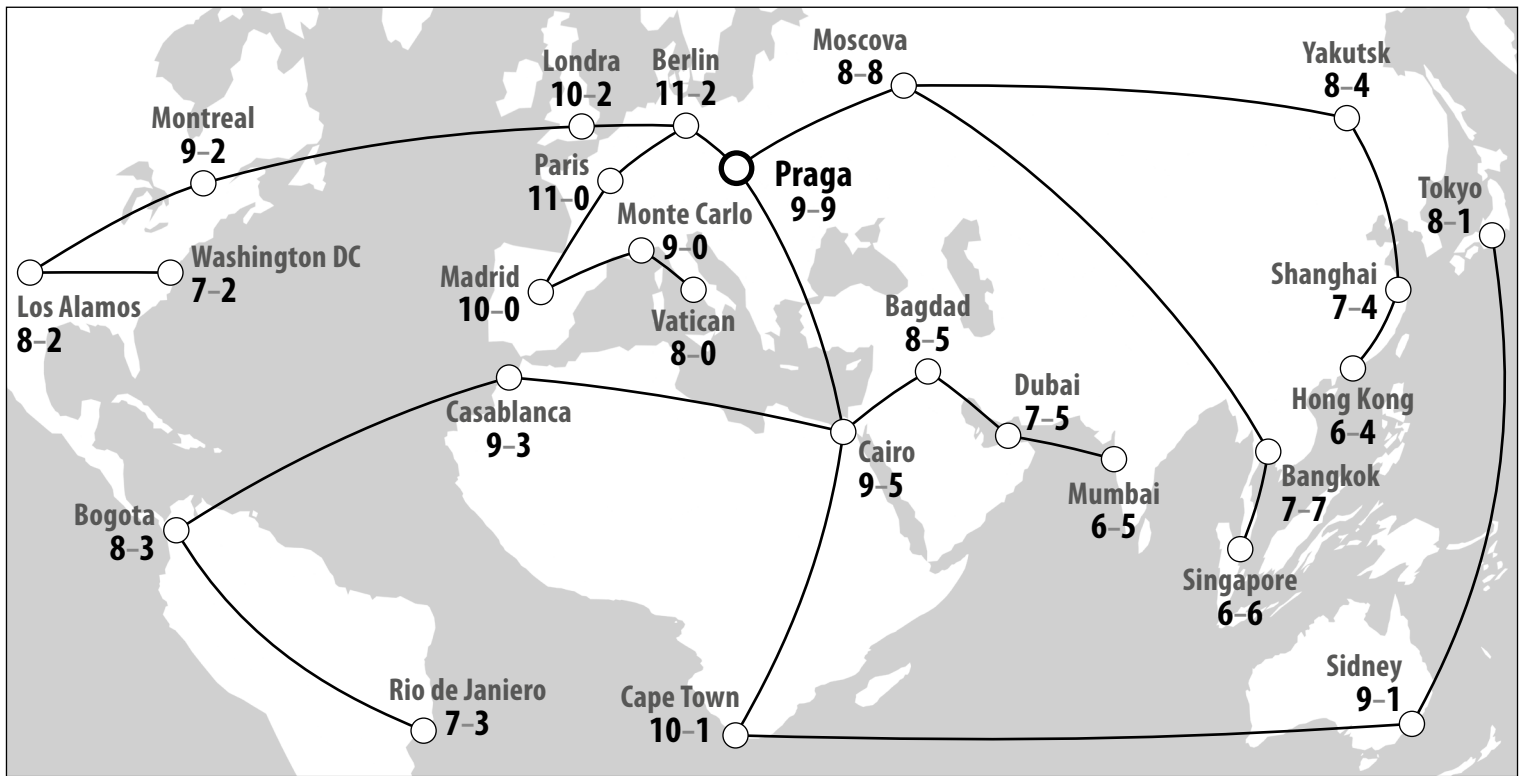 Moscova
8–8
Yakutsk
8–4
Londra
10–2
Berlin
11–2
Montreal
9–2
Paris
11–0
Praga
9–9
Tokyo
8–1
Monte Carlo
9–0
Washington DC
7–2
Madrid
10–0
Shanghai
7–4
Los Alamos
8–2
Vatican
8–0
Bagdad
8–5
Dubai
7–5
Hong Kong
6–4
Casablanca
9–3
Cairo
9–5
Mumbai
6–5
Bangkok
7–7
Bogota
8–3
Singapore
6–6
Rio de Janiero
7–3
Cape Town
10–1
Sidney
9–1